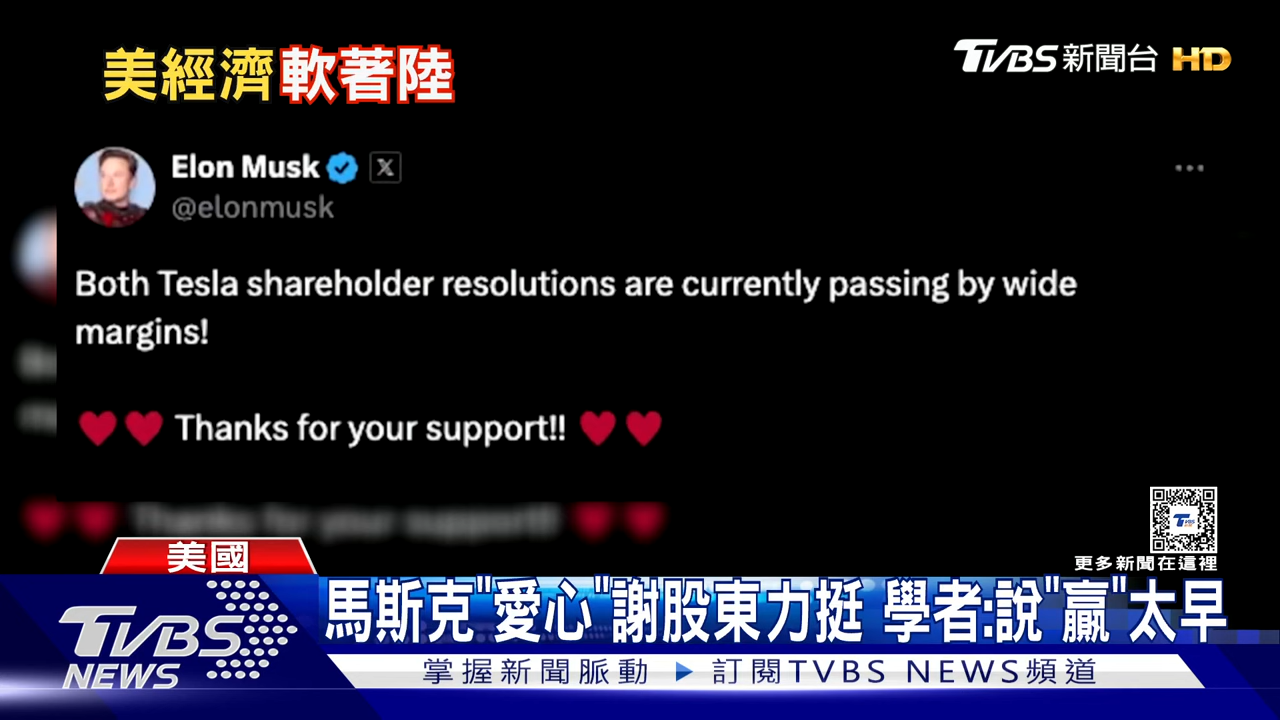 美經濟軟著陸
TVBS新聞台 HD
Elon Musk
@elonmusk
Both Tesla shareholder resolutions are currently passing by wide
margins!
♥♥ Thanks for your support!! ♥♥
Thanks for your support!!
更多新聞在這裡
美國
馬斯克"愛心"謝股東力挺 學者:說"贏"太早
TVBS
NEWS
掌握新聞脈動 ▶ 訂閱TVBS NEWS頻道